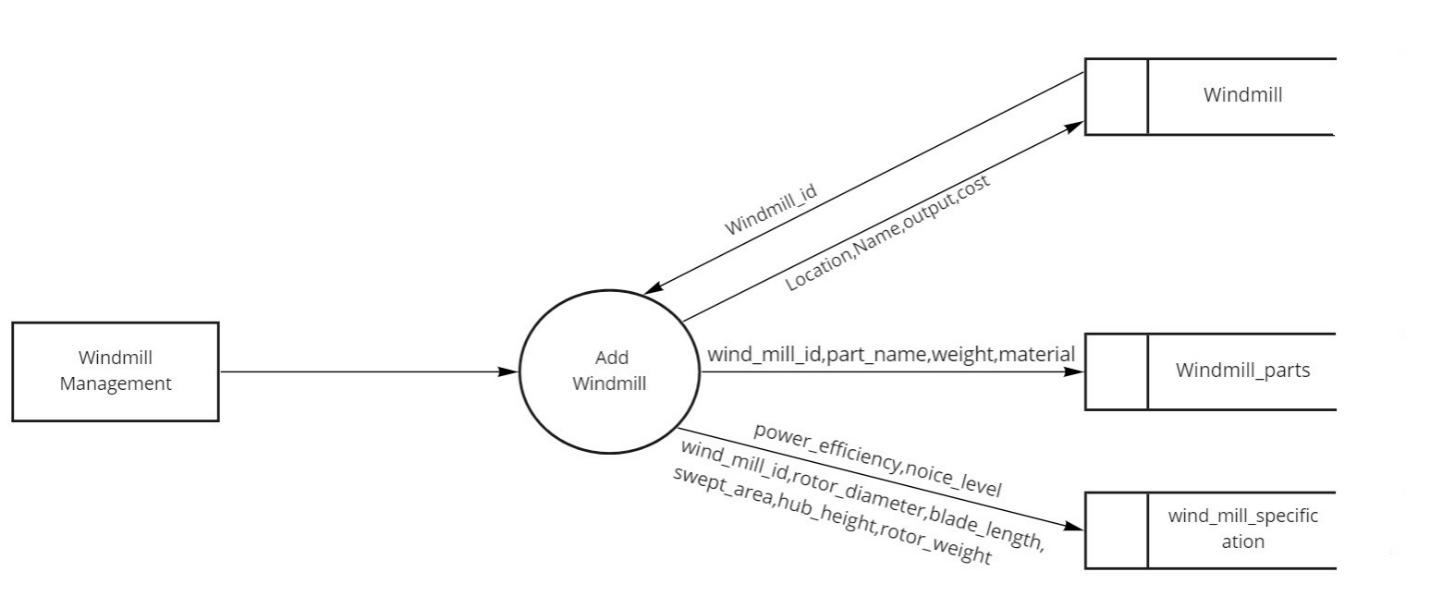 Windmill
Windmill_id
Location,Name,output,cost
Windmill
Management
Add
Windmill
wind_mill_id,part_name,weight,material
Windmill_parts
power_efficiency,noice_level
wind_mill_id,rotor_diameter,blade_length,
swept_area,hub_height,rotor_weight
wind_mill_specific
ation